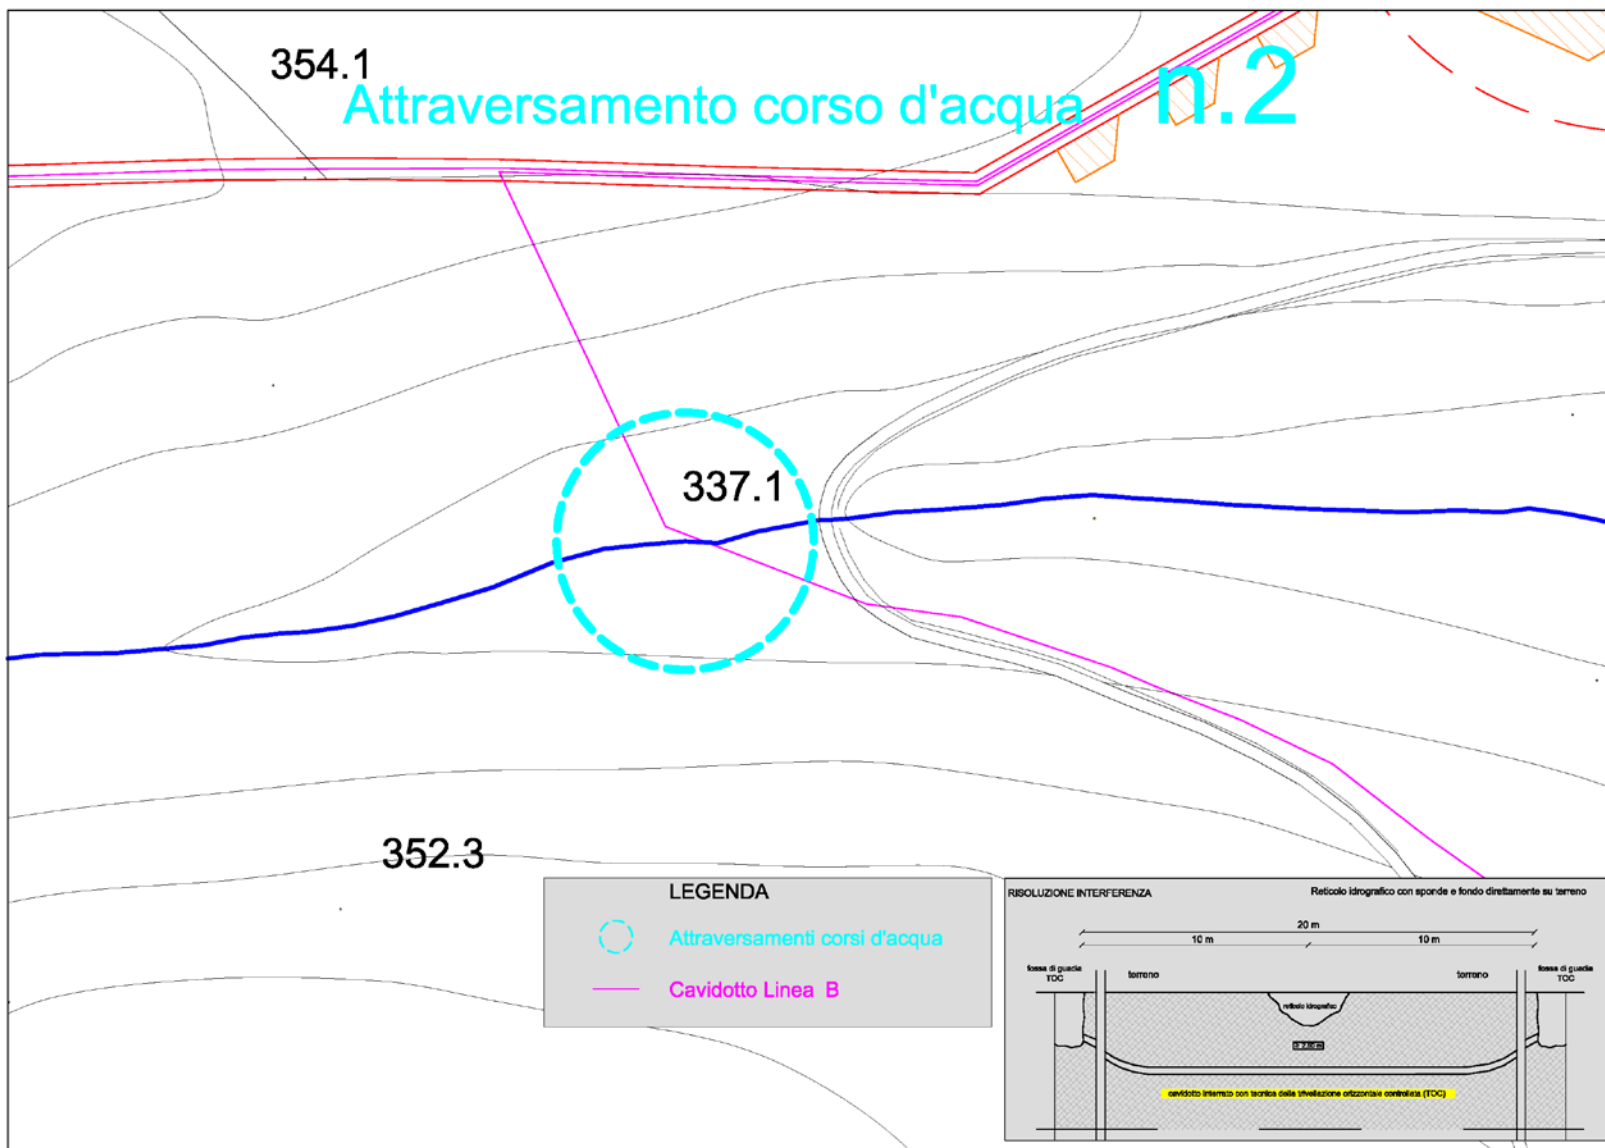 354.1
Attraversamento corso d'acqua n.2
337.1
352.3
LEGENDA
Attraversamenti corsi d'acqua
Cavidotto Linea B
RISOLUZIONE INTERFERENZA
Reticolo idrografico con sponde e fondo direttamente su terreno
20 m
10 m
10 m
fossa di guadia
TOC
terreno
terreno
fossa di guadia
TOC
reticolo idrografico
cavidotto interrato con tecnica della trivellazione orizzontale controllata (TOC)